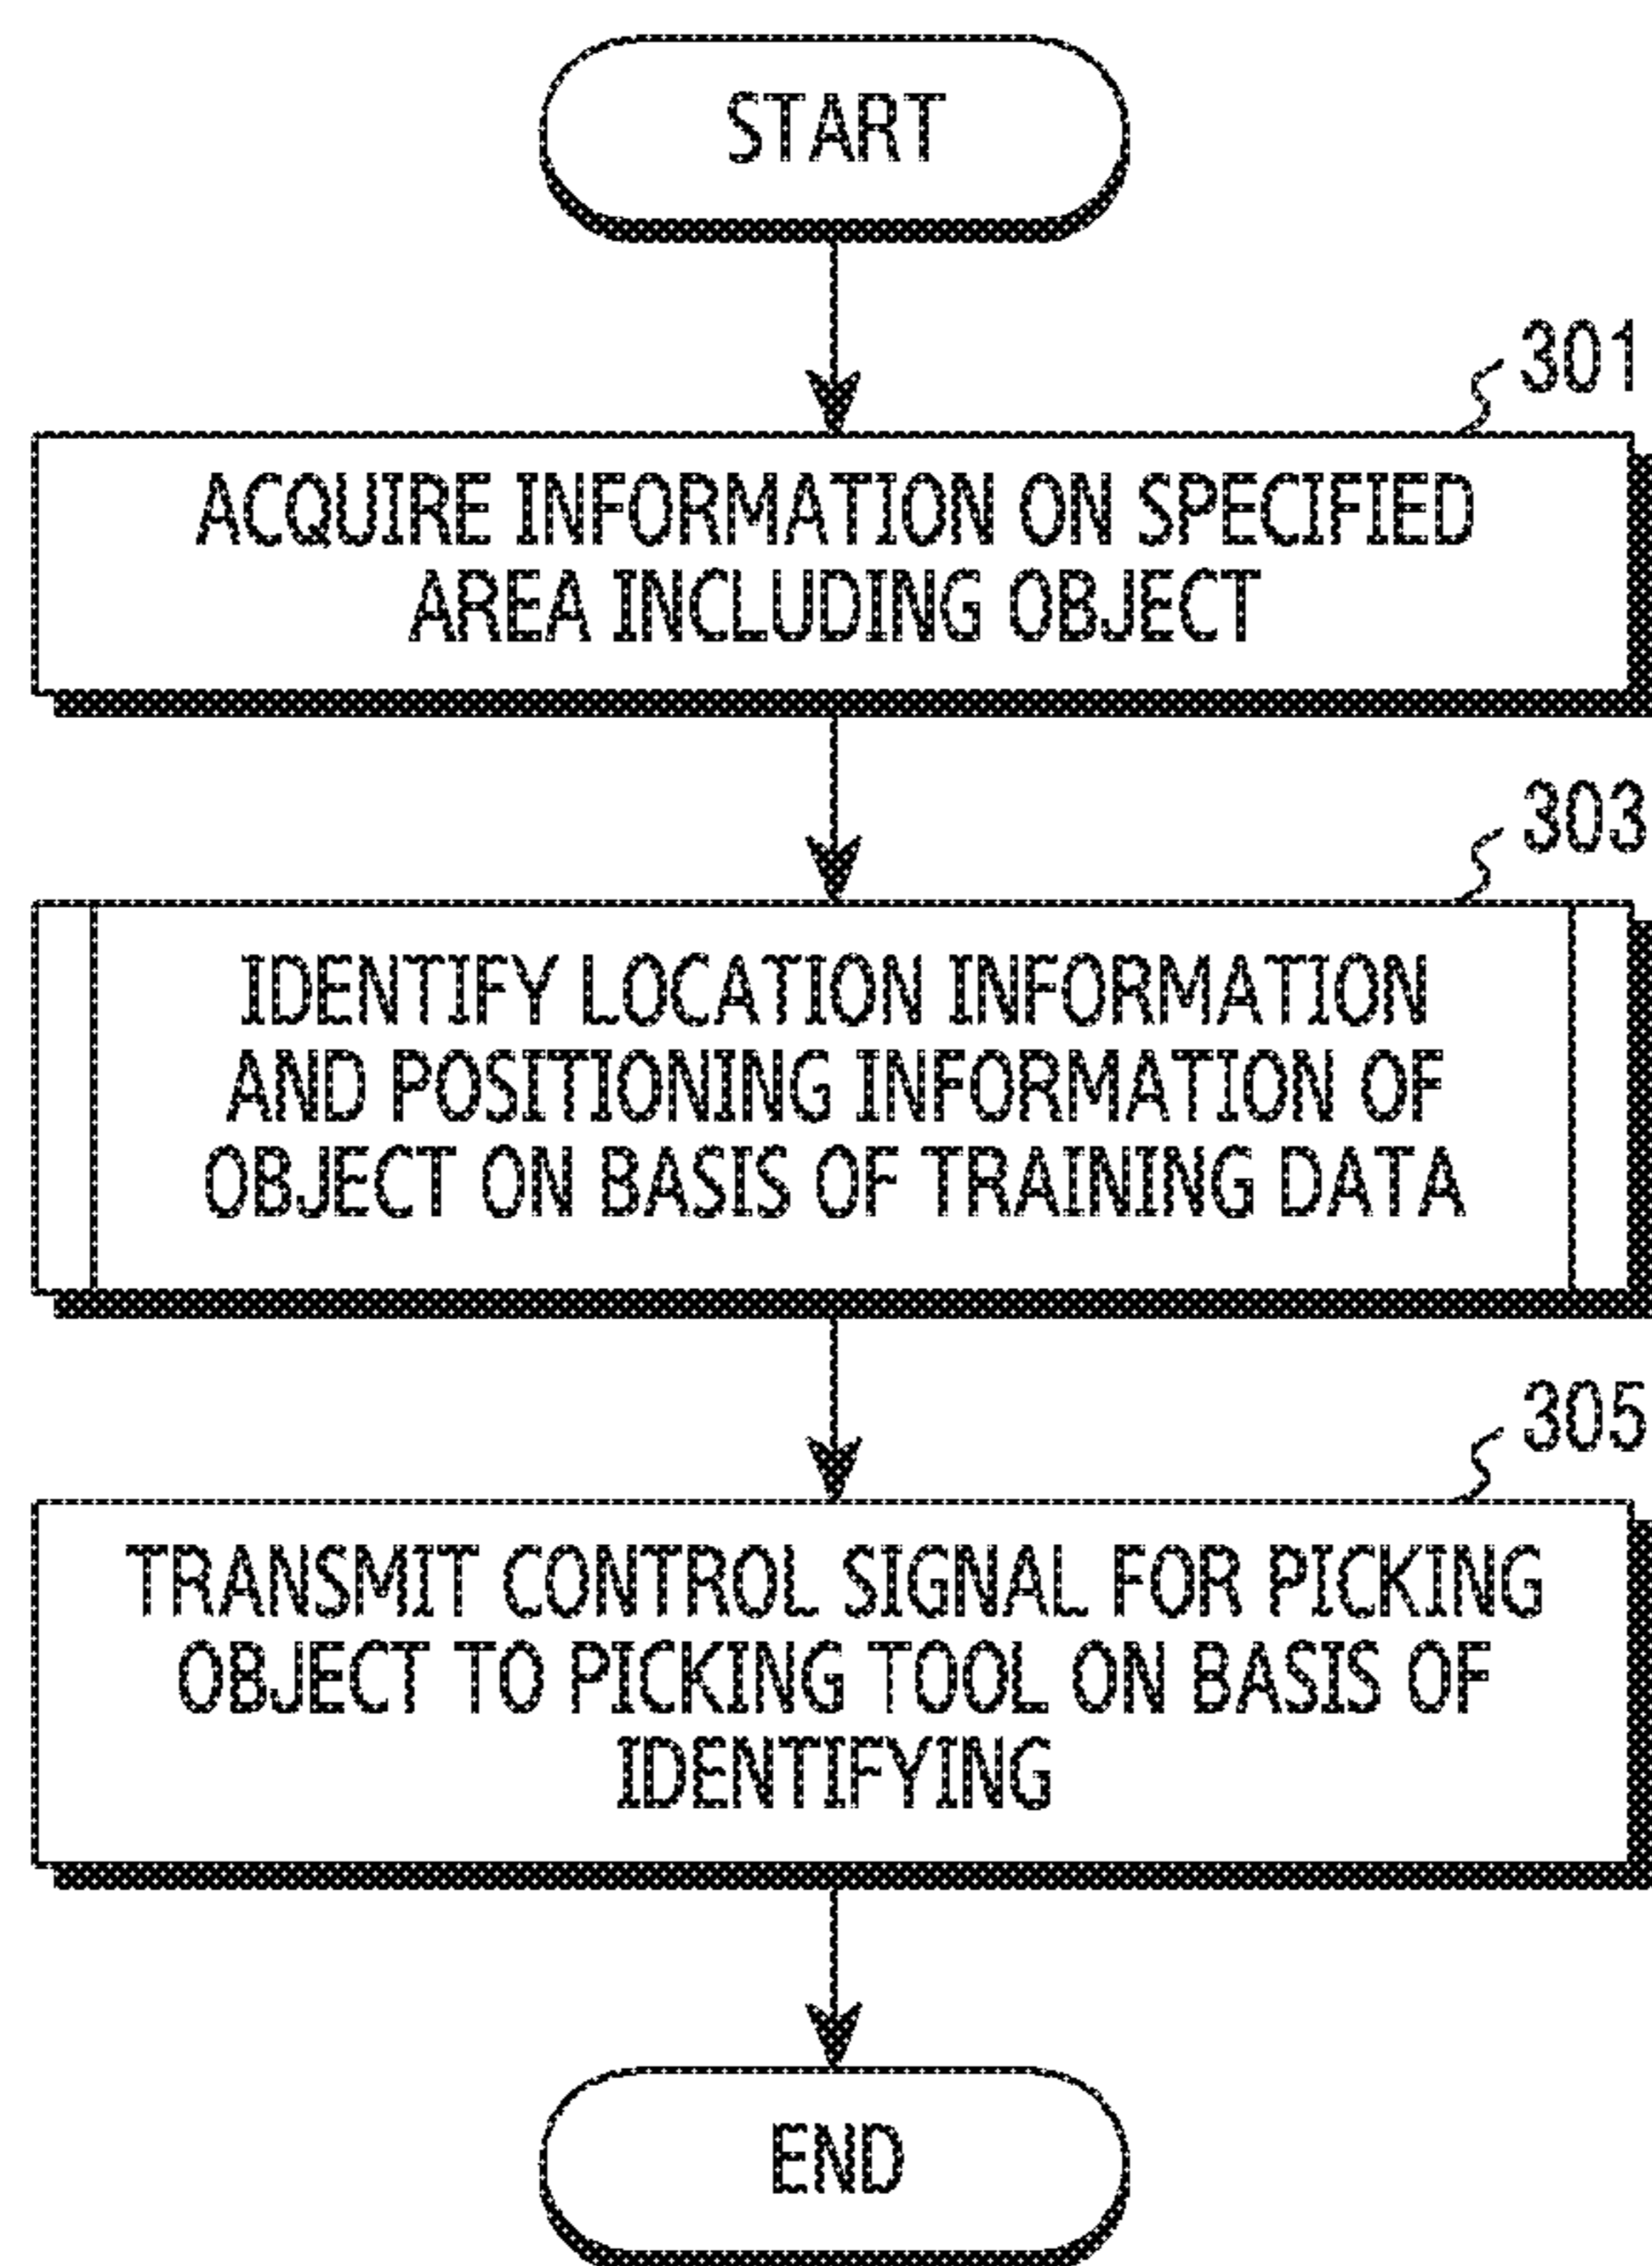 START
301
ACQUIRE INFORMATION ON SPECIFIED
AREA INCLUDING OBJECT
303
IDENTIFY LOCATION INFORMATION
AND POSITIONING INFORMATION OF
OBJECT ON BASIS OF TRAINING DATA
305
TRANSMIT CONTROL SIGNAL FOR PICKING
OBJECT TO PICKING TOOL ON BASIS OF
IDENTIFYING
END